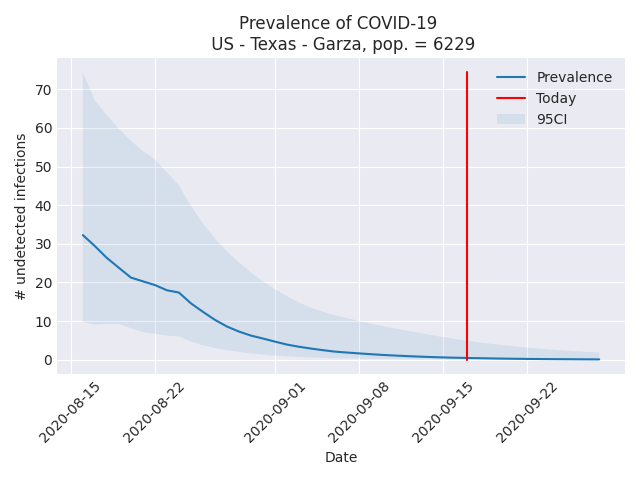 Prevalence of COVID-19
US - Texas - Garza, pop. = 6229
Prevalence
Today
95CI
# undetected infections
70
60
50
40
30
20
10
0
2020-08-15
2020-08-22
2020-09-01
2020-09-08
2020-09-15
2020-09-22
Date